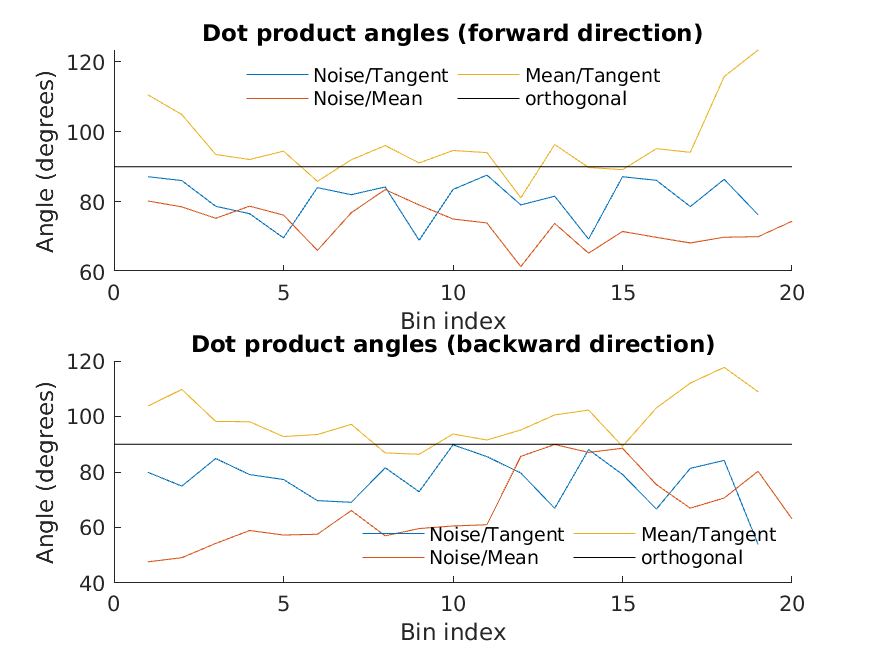 Dot product angles (forward direction)
120
100
80
60
Angle (degrees)
Noise/Tangent Mean/Tangent
Noise/Mean orthogonal
0 5 10 15 20
Bin index
Dot product angles (backward direction)
120
100
80
60
40
Angle (degrees)
Noise/Tangent Mean/Tangent
Noise/Mean orthogonal
0 5 10 15 20
Bin index